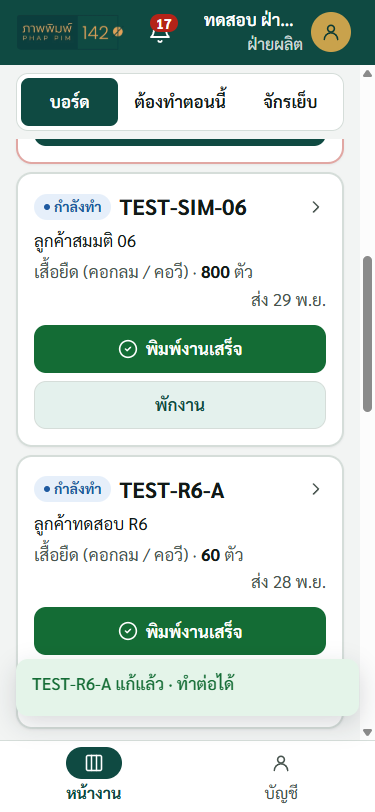 ภาพพิมพ์
PHAP PIM
142
17
ทดสอบ ฝ่า...
ฝ่ายผลิต
บอร์ด
ต้องทำตอนนี้
จักรเย็บ
กำลังทำ TEST-SIM-06
ลูกค้าสมมติ 06
เสื้อยืด (คอกลม / คอวี) · 800 ตัว
ส่ง 29 พ.ย.
พิมพ์งานเสร็จ
พักงาน
กำลังทำ TEST-R6-A
ลูกค้าทดสอบ R6
เสื้อยืด (คอกลม / คอวี) · 60 ตัว
ส่ง 28 พ.ย.
พิมพ์งานเสร็จ
TEST-R6-A แก้แล้ว · ทำต่อได้
หน้างาน
บัญชี